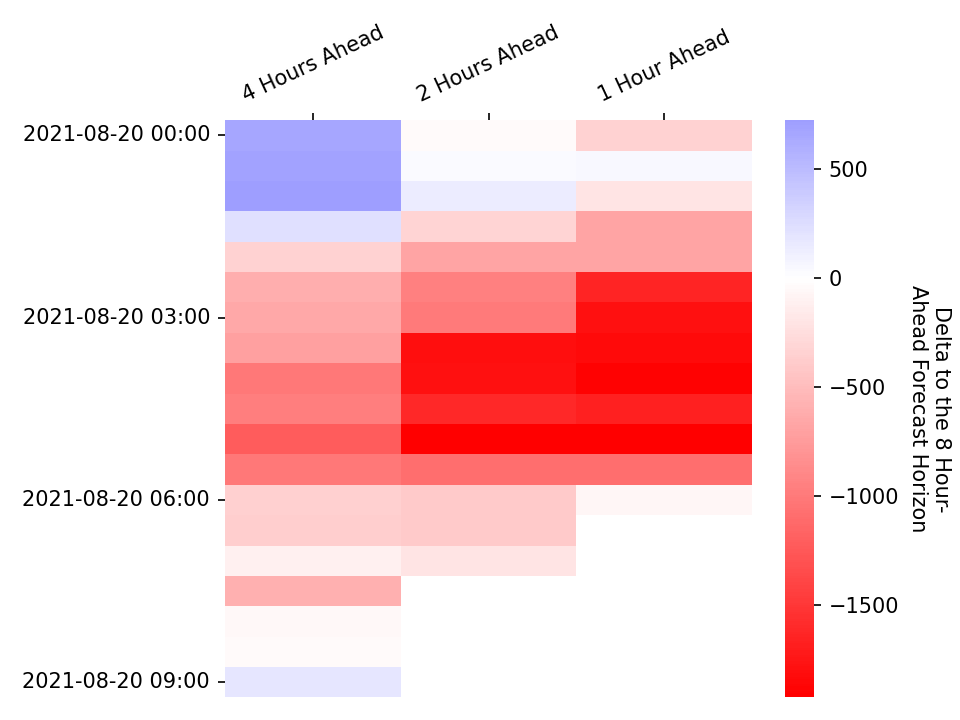 4 Hours Ahead
2 Hours Ahead
1 Hour Ahead
2021-08-20 00:00
2021-08-20 03:00
2021-08-20 06:00
2021-08-20 09:00
500
0
−500
−1000
−1500
Delta to the 8 Hour-
Ahead Forecast Horizon